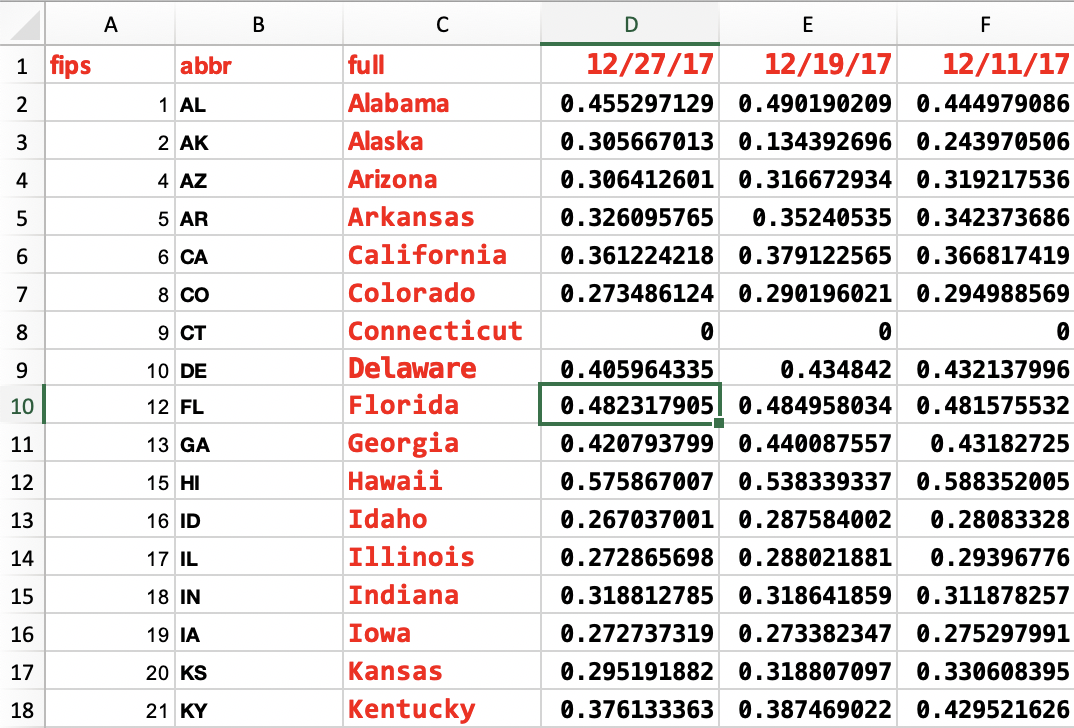 A B C D E F
1 fips abbr full 12/27/17 12/19/17 12/11/17
2 1 AL Alabama 0.455297129 0.490190209 0.444979086
3 2 AK Alaska 0.305667013 0.134392696 0.243970506
4 4 AZ Arizona 0.306412601 0.316672934 0.319217536
5 5 AR Arkansas 0.326095765 0.35240535 0.342373686
6 6 CA California 0.361224218 0.379122565 0.366817419
7 8 CO Colorado 0.273486124 0.290196021 0.294988569
8 9 CT Connecticut 0 0 0
9 10 DE Delaware 0.405964335 0.434842 0.432137996
10 12 FL Florida 0.482317905 0.484958034 0.481575532
11 13 GA Georgia 0.420793799 0.440087557 0.43182725
12 15 HI Hawaii 0.575867007 0.538339337 0.588352005
13 16 ID Idaho 0.267037001 0.287584002 0.28083328
14 17 IL Illinois 0.272865698 0.288021881 0.29396776
15 18 IN Indiana 0.318812785 0.318641859 0.311878257
16 19 IA Iowa 0.272737319 0.273382347 0.275297991
17 20 KS Kansas 0.295191882 0.318807097 0.330608395
18 21 KY Kentucky 0.376133363 0.387469022 0.429521626